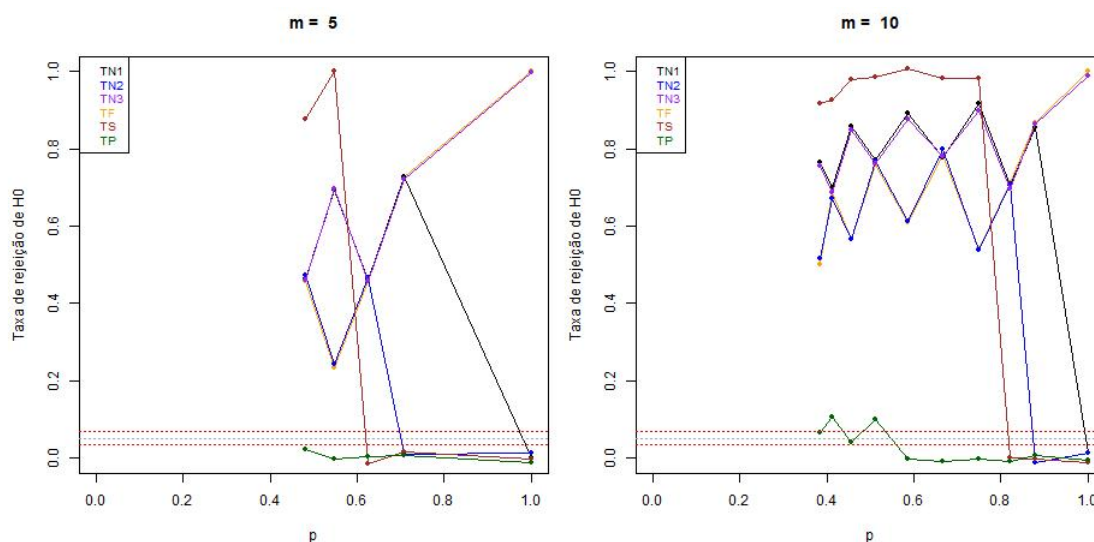 m = 5
TN1
TN2
TN3
TF
TS
TP
Taxa de rejeição de H0
1.0
0.8
0.6
0.4
0.2
0.0
0.0 0.2 0.4 0.6 0.8 1.0
p
m = 10
TN1
TN2
TN3
TF
TS
TP
Taxa de rejeição de H0
1.0
0.8
0.6
0.4
0.2
0.0
0.0 0.2 0.4 0.6 0.8 1.0
p